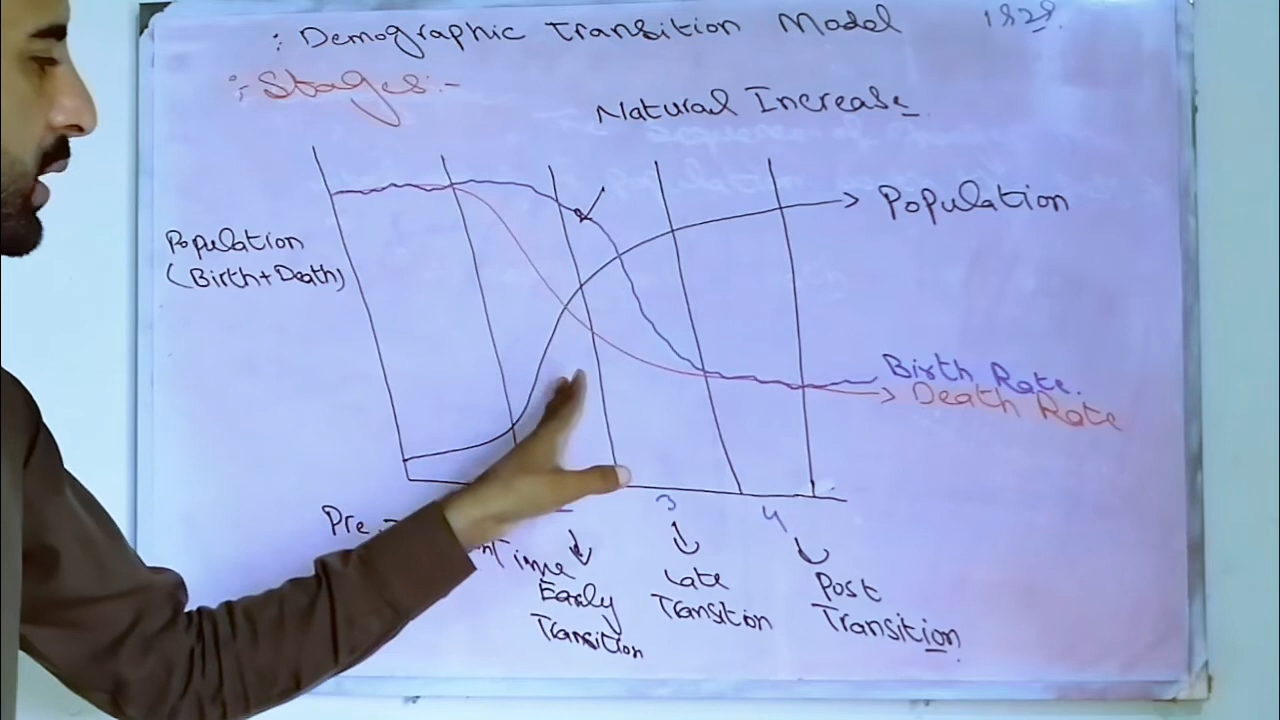 : Demographic Transition Model
:Stages:-
Natural Increase
Population
(Birth+Death)
Population
Birth Rate.
Death Rate
3
4
Pre
Time
Early
Transition
Late
Transition
Post
Transition.